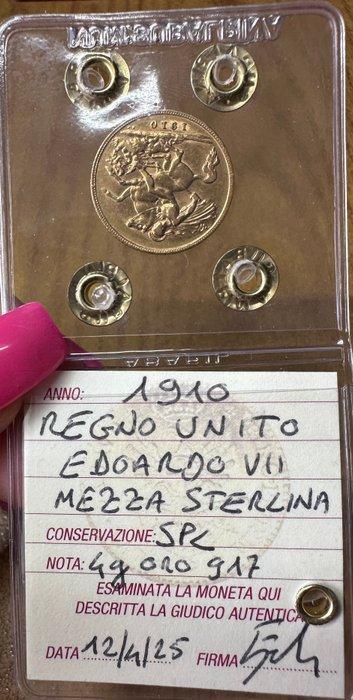 1910
ANNO: 1910
REGNO UNITO
EDOARDO VII
MEZZA STERLINA
CONSERVAZIONE: SPL
NOTA: 4g ORO 917
ESAMINATA LA MONETA QUI
DESCRITTA LA GIUDICO AUTENTICA
DATA 12/4/25 FIRMA